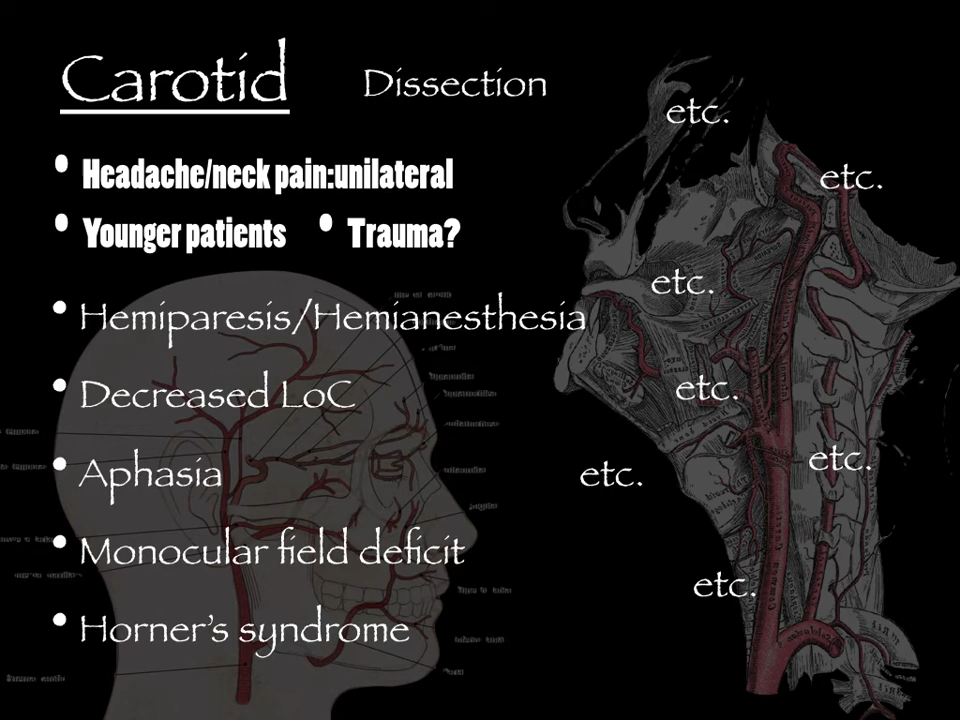 Carotid Dissection
• Headache/neck pain:unilateral
• Younger patients • Trauma?
• Hemiparesis/Hemianesthesia
• Decreased LoC
• Aphasia
• Monocular field deficit
• Horner's syndrome
etc.
etc.
etc.
etc.
etc.
etc.
etc.